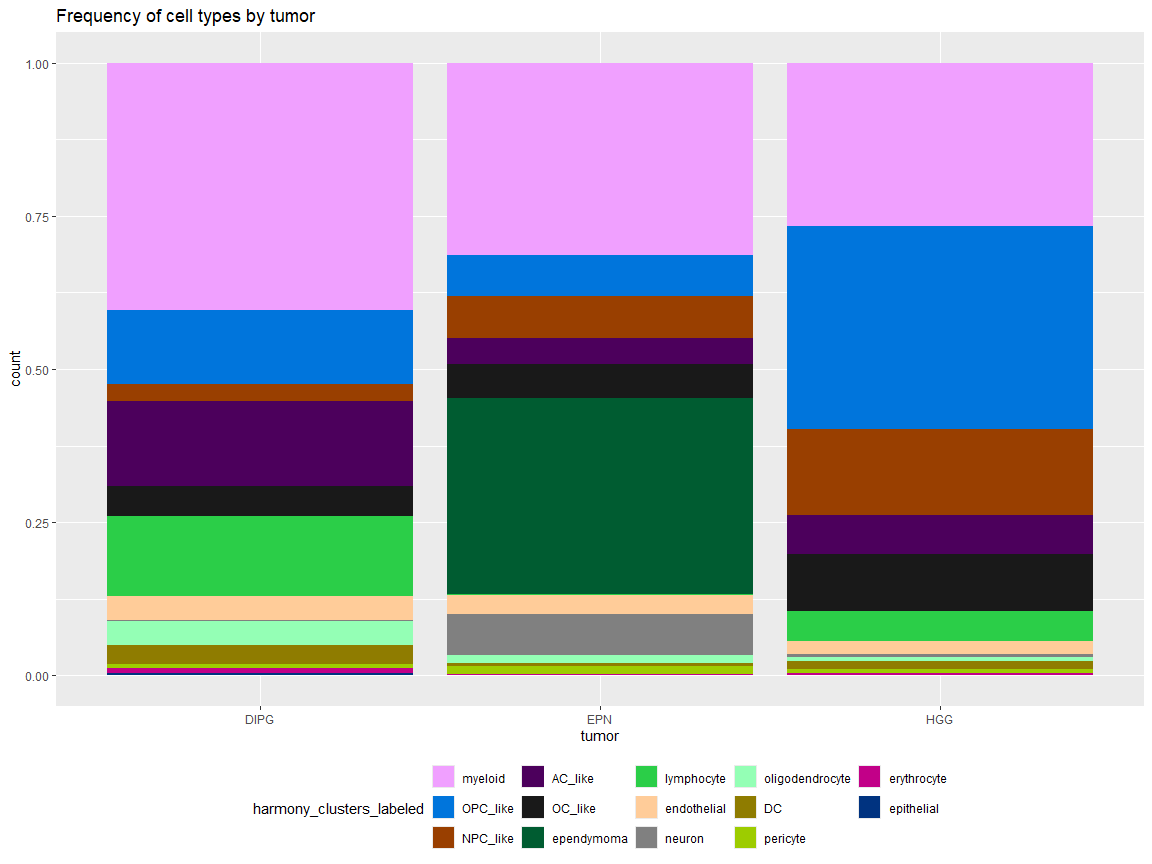 Frequency of cell types by tumor
1.00
0.75
0.50
0.25
0.00
count
DIPG EPN HGG
tumor
harmony_clusters_labeled
myeloid AC_like lymphocyte oligodendrocyte erythrocyte
OPC_like OC_like endothelial DC epithelial
NPC_like ependymoma neuron pericyte